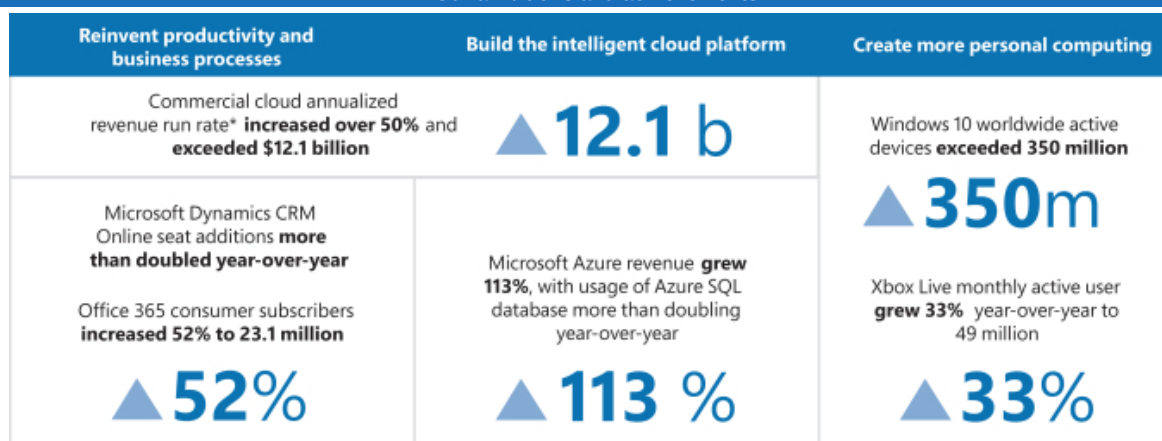 Reinvent productivity and
business processes
Build the intelligent cloud platform
Create more personal computing
Commercial cloud annualized
revenue run rate* increased over 50% and
exceeded $12.1 billion
▲12.1 b
Windows 10 worldwide active
devices exceeded 350 million
▲350m
Microsoft Dynamics CRM
Online seat additions more
than doubled year-over-year
Office 365 consumer subscribers
increased 52% to 23.1 million
▲52%
Microsoft Azure revenue grew
113%, with usage of Azure SQL
database more than doubling
year-over-year
▲113 %
Xbox Live monthly active user
grew 33% year-over-year to
49 million
▲33%